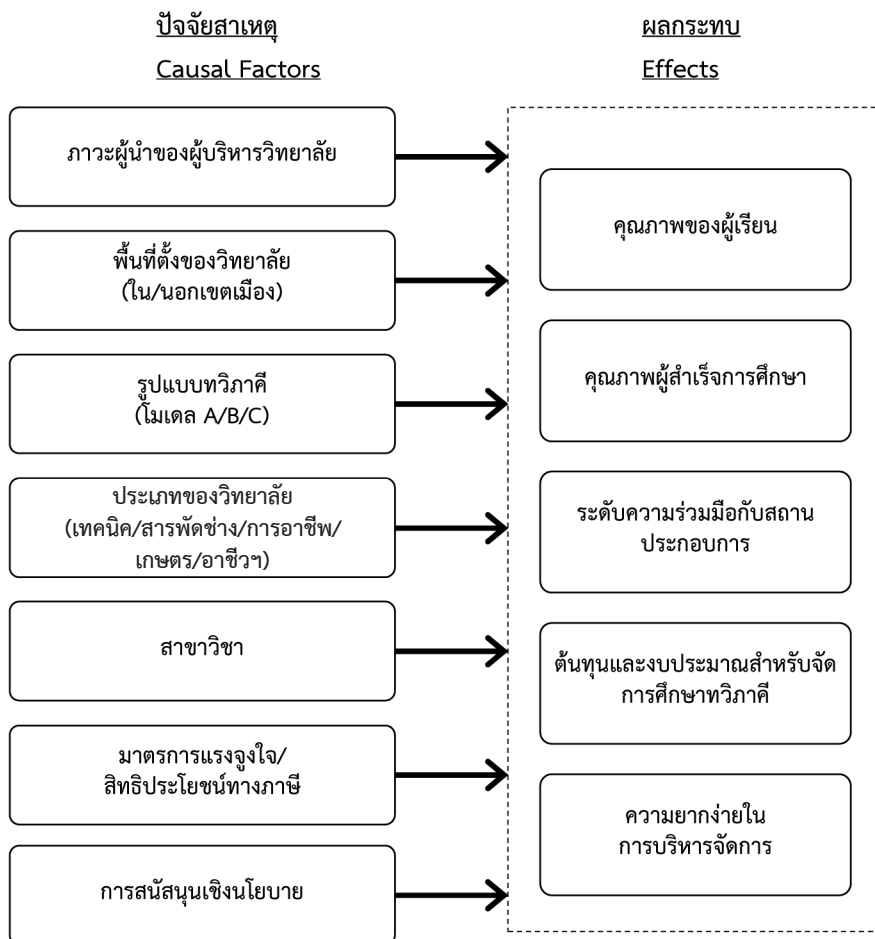 ปัจจัยสาเหตุ
Causal Factors
ภาวะผู้นำของผู้บริหารวิทยาลัย
พื้นที่ตั้งของวิทยาลัย
(ใน/นอกเขตเมือง)
รูปแบบทวิภาคี
(โมเดล A/B/C)
ประเภทของวิทยาลัย
(เทคนิค/สารพัดช่าง/การอาชีพ/
เกษตร/อาชีวฯ)
สาขาวิชา
มาตรการแรงจูงใจ/
สิทธิประโยชน์ทางภาษี
การสนัสนุนเชิงนโยบาย
ผลกระทบ
Effects
คุณภาพของผู้เรียน
คุณภาพผู้สำเร็จการศึกษา
ระดับความร่วมมือกับสถาน
ประกอบการ
ต้นทุนและงบประมาณสำหรับจัด
การศึกษาทวิภาคี
ความยากง่ายใน
การบริหารจัดการ